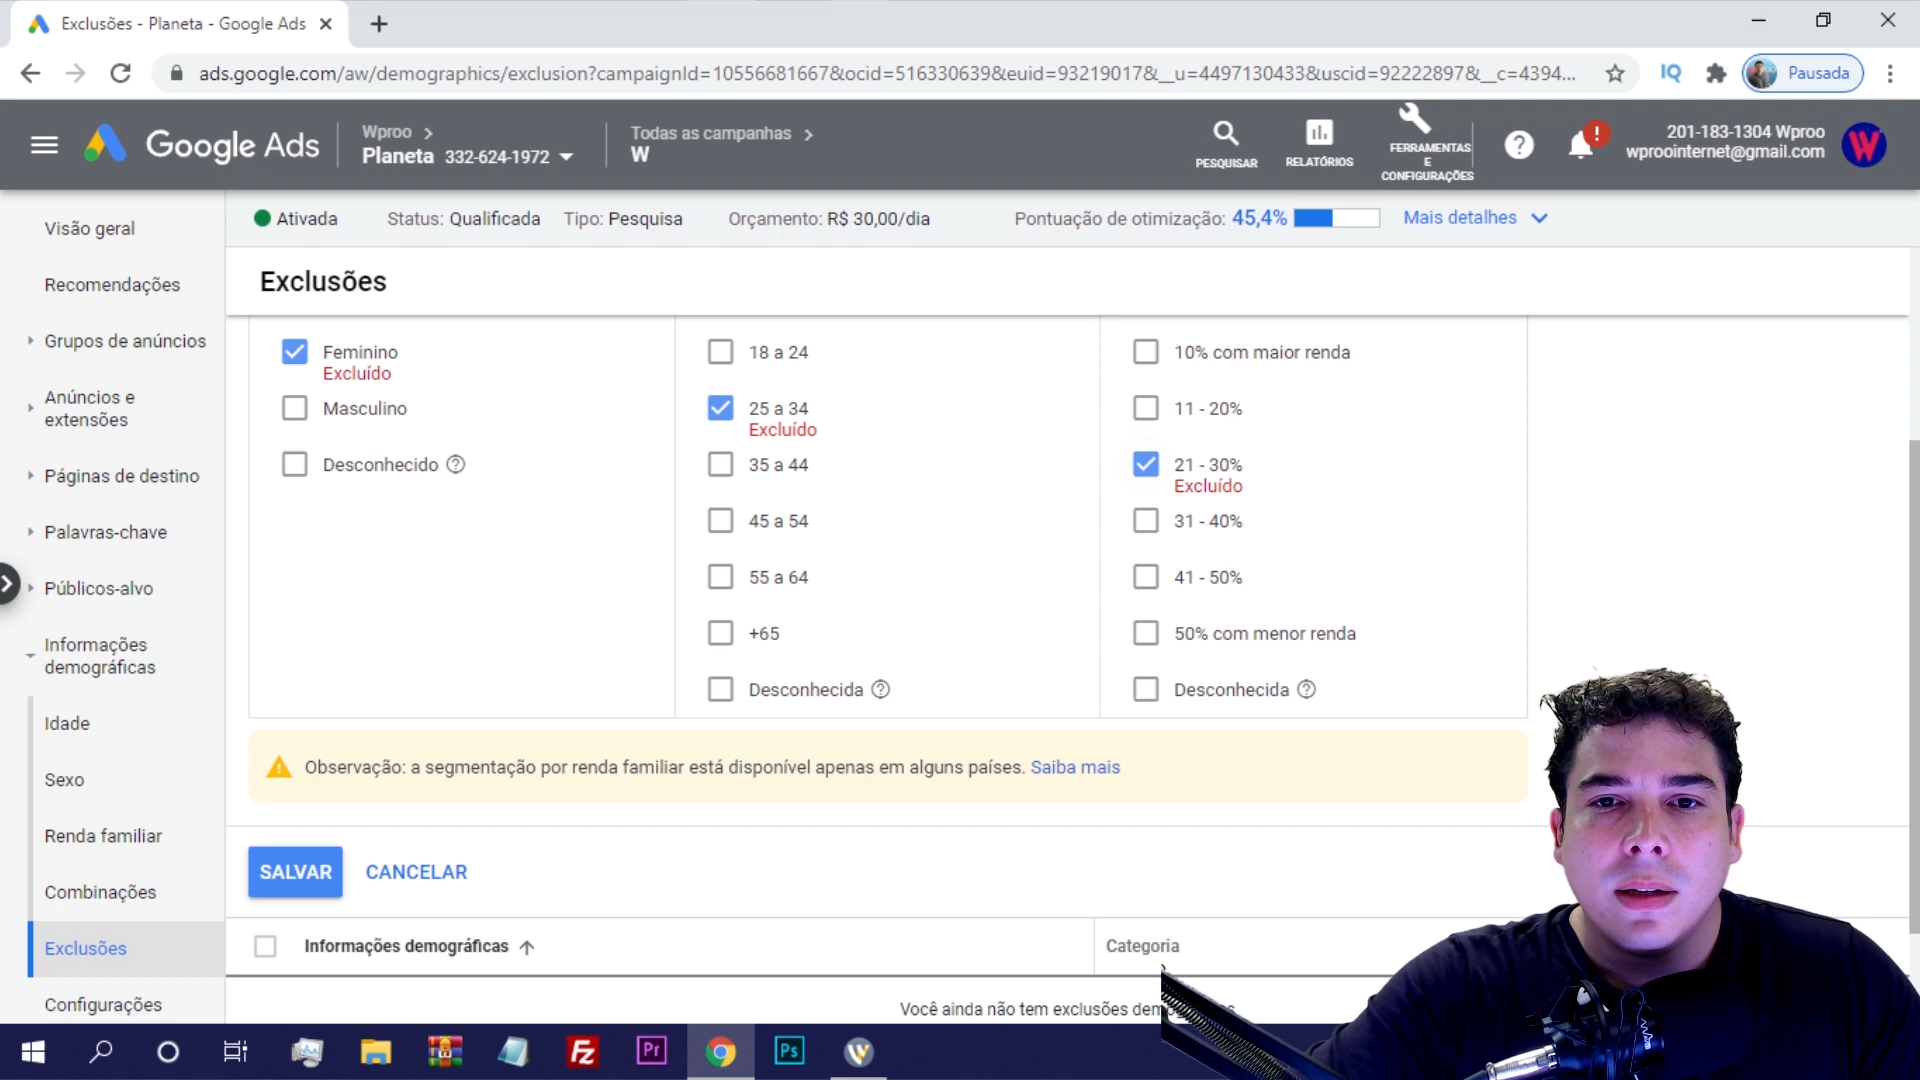 Exclusões - Planeta - Google Ads
ads.google.com/aw/demographics/exclusion?campaignId=10556681667&ocid=516330639&euid=93219017&__u=4497130433&uscid=92222897&__c=4394...
IQ
Pausada
Google Ads
Wproo
Planeta 332-624-1972
Todas as campanhas
W
PESQUISAR
RELATÓRIOS
FERRAMENTAS
E
CONFIGURAÇÕES
201-183-1304 Wproo
wproointernet@gmail.com
W
Ativada
Status: Qualificada
Tipo: Pesquisa
Orçamento: R$ 30,00/dia
Pontuação de otimização: 45,4%
Mais detalhes
Visão geral
Recomendações
Grupos de anúncios
Anúncios e
extensões
Páginas de destino
Palavras-chave
Públicos-alvo
Informações
demográficas
Idade
Sexo
Renda familiar
Combinações
Exclusões
Configurações
Exclusões
Feminino
Excluído
Masculino
Desconhecido
18 a 24
25 a 34
Excluído
35 a 44
45 a 54
55 a 64
+65
Desconhecida
10% com maior renda
11 - 20%
21 - 30%
Excluído
31 - 40%
41 - 50%
50% com menor renda
Desconhecida
Observação: a segmentação por renda familiar está disponível apenas em alguns países. Saiba mais
SALVAR
CANCELAR
Informações demográficas
Categoria
Você ainda não tem exclusões
Fz
Pr
Ps